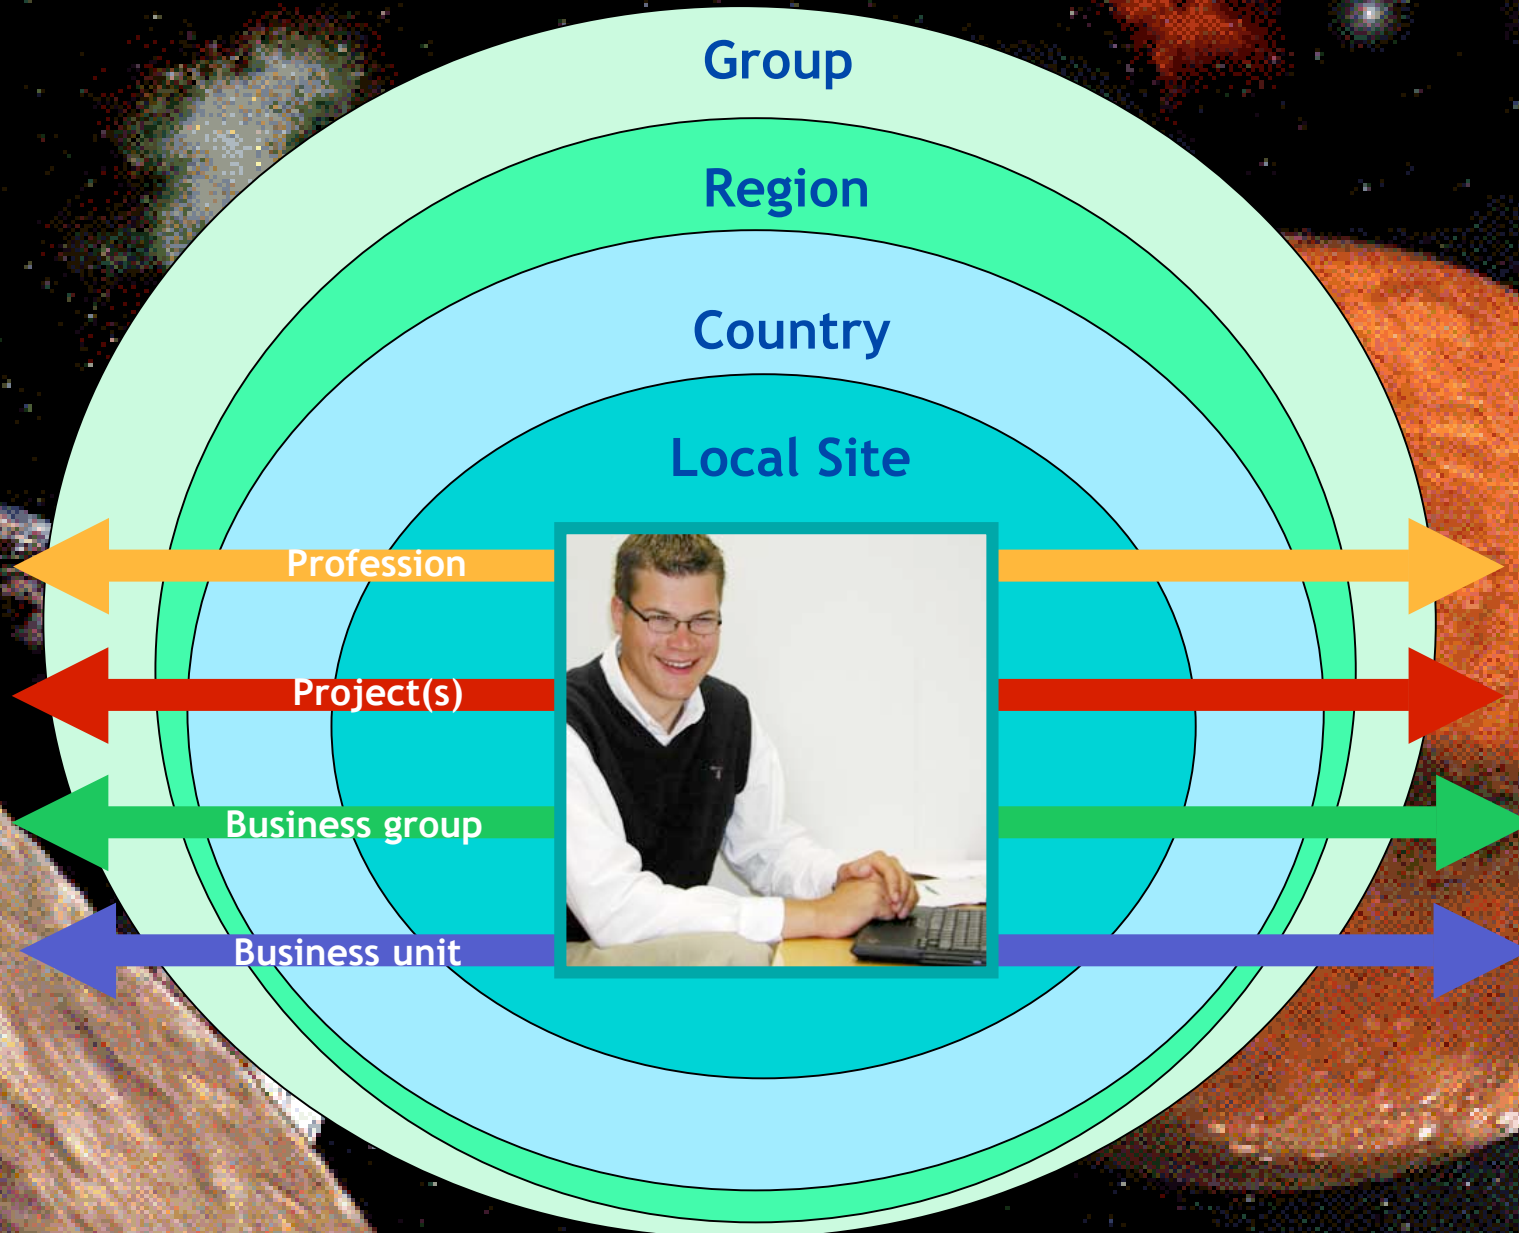 Group
Region
Country
Local Site
Profession
Project(s)
Business group
Business unit